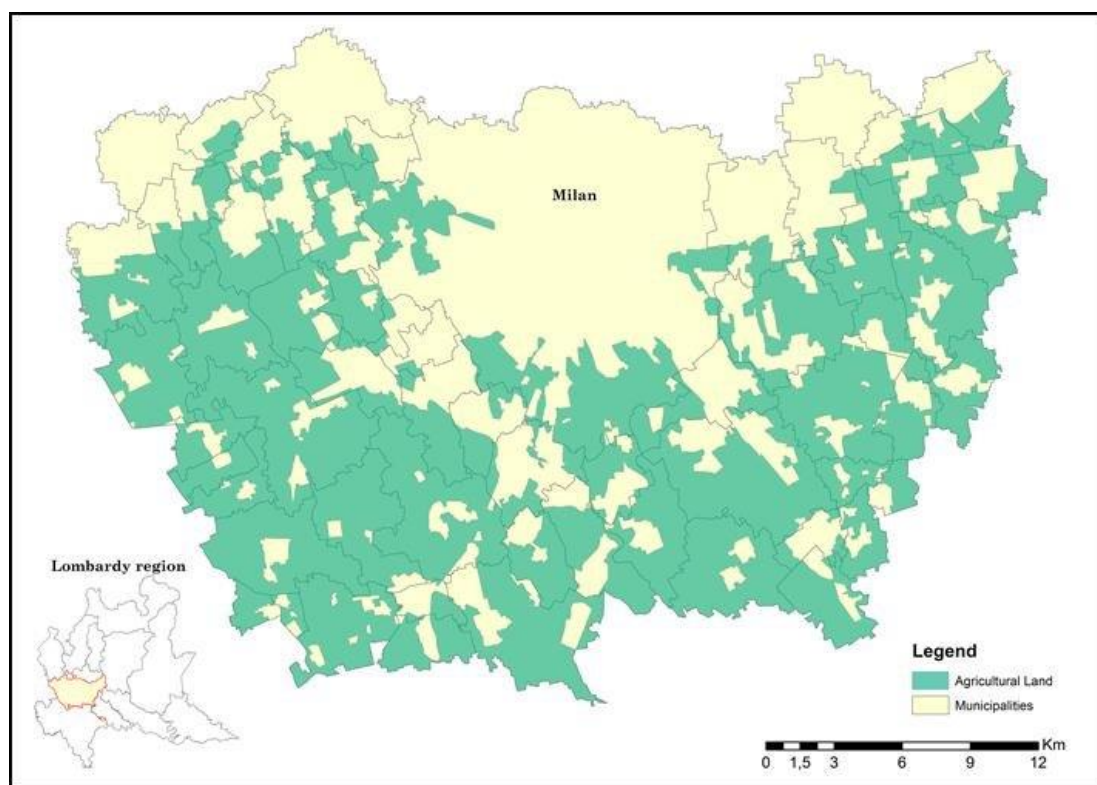 Milan
Lombardy region
Legend
Agricultural Land
Municipalities
Km
0 1,5 3 6 9 12